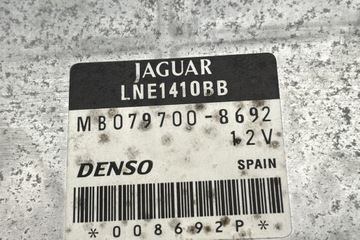 JAGUAR
LNE1410BB
MB079700-8692
12V
DENSO SPAIN
*008692P*